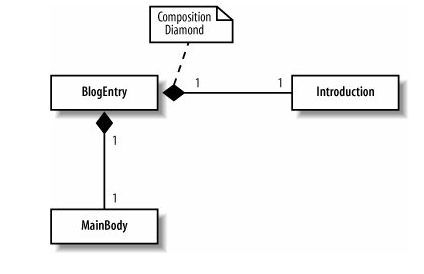 Composition
Diamond
BlogEntry
1
1
Introduction
1
1
MainBody